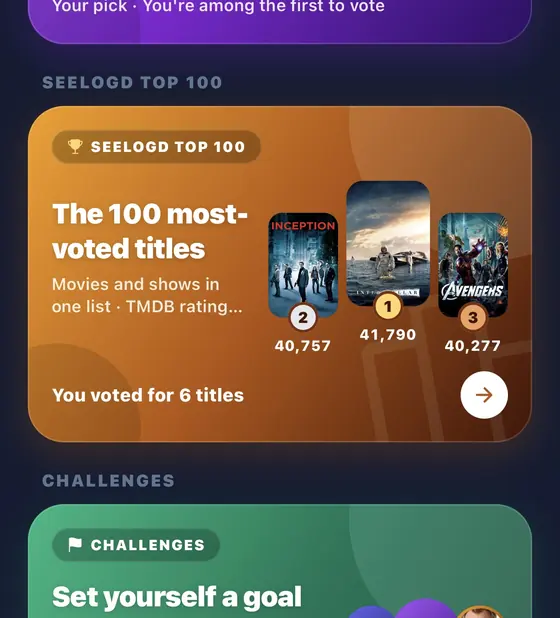 Your pick · You're among the first to vote
SEELOGD TOP 100
SEELOGD TOP 100
The 100 most-
voted titles
Movies and shows in
one list · TMDB rating...
INCEPTION
AVENGERS
2
1
3
40,757
41,790
40,277
You voted for 6 titles
CHALLENGES
CHALLENGES
Set yourself a goal